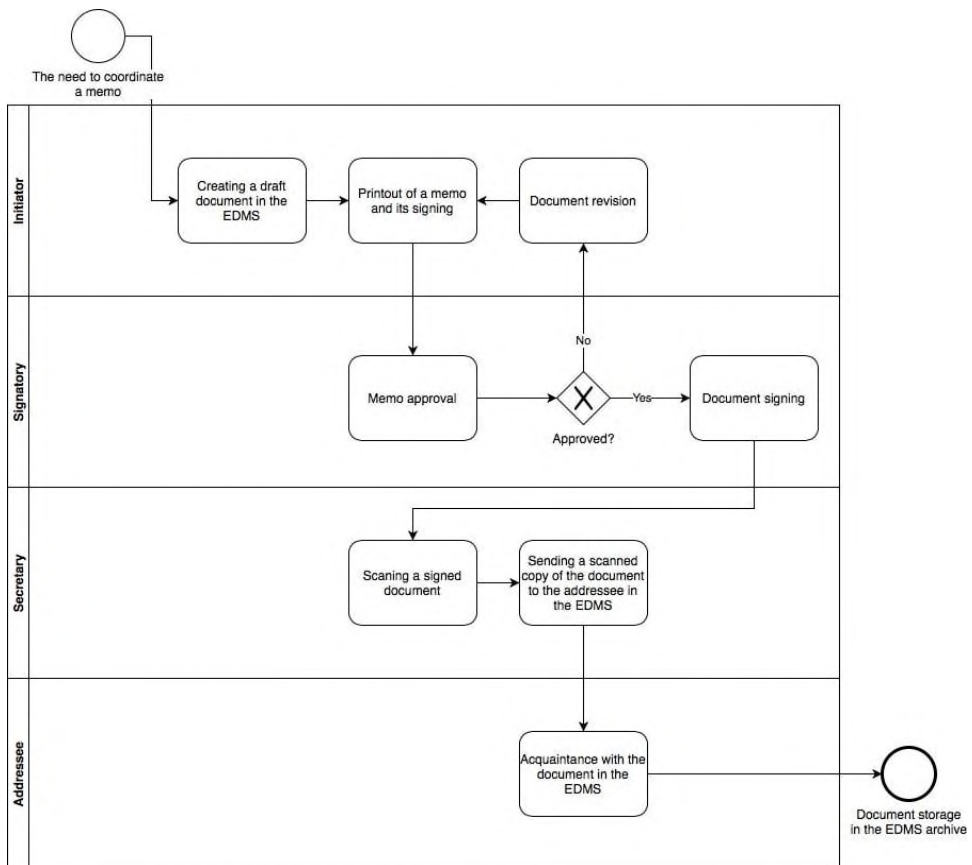 The need to coordinate
a memo
Initiator
Creating a draft
document in the
EDMS
Printout of a memo
and its signing
Document revision
Signatory
Memo approval
No
Approved?
Yes
Document signing
Secretary
Scaning a signed
document
Sending a scanned
copy of the document
to the addressee in
the EDMS
Addressee
Acquaintance with the
document in the
EDMS
Document storage
in the EDMS archive